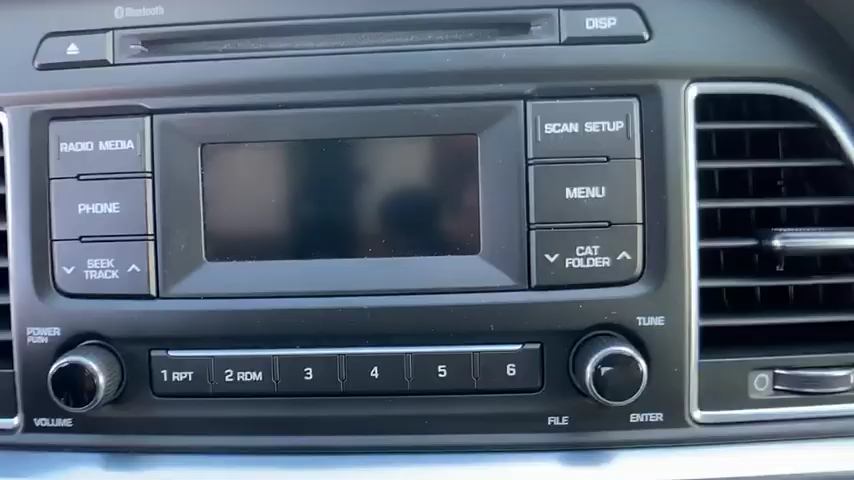 Bluetooth
DISP
RADIO MEDIA
SCAN SETUP
PHONE
MENU
SEEK
TRACK
CAT
FOLDER
POWER
PUSH
TUNE
1 RPT
2 RDM
3
4
5
6
VOLUME
FILE
ENTER